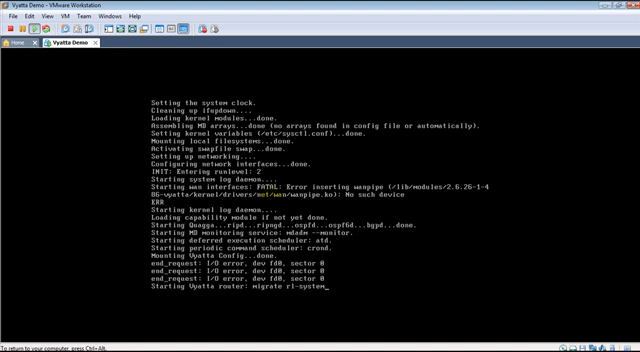 Vyatta Demo - VMware Workstation
File Edit View VM Team Windows Help
Home Vyatta Demo
Setting the system clock.
Cleaning up ifupdown....
Loading kernel modules...done.
Assembling MD arrays...done (no arrays found in config file or automatically).
Setting kernel variables (/etc/sysctl.conf)...done.
Mounting local filesystems...done.
Activating swapfile swap...done.
Setting up networking....
Configuring network interfaces...done.
INIT: Entering runlevel: 2
Starting system log daemon....
Starting wan interfaces: FATAL: Error inserting wanpipe (/lib/modules/2.6.26-1-4
86-vyatta/kernel/drivers/net/wan/wanpipe.ko): No such device
ERR
Starting kernel log daemon....
Loading capability module if not yet done.
Starting Quagga...ripd...ripngd...ospfd...ospf6d...bgpd...done.
Starting MD monitoring service: mdadm --monitor.
Starting deferred execution scheduler: atd.
Starting periodic command scheduler: crond.
Mounting Vyatta Config...done.
end_request: I/O error, dev fd0, sector 0
end_request: I/O error, dev fd0, sector 0
end_request: I/O error, dev fd0, sector 0
Starting Vyatta router: migrate rl-system_
To return to your computer, press Ctrl+Alt.